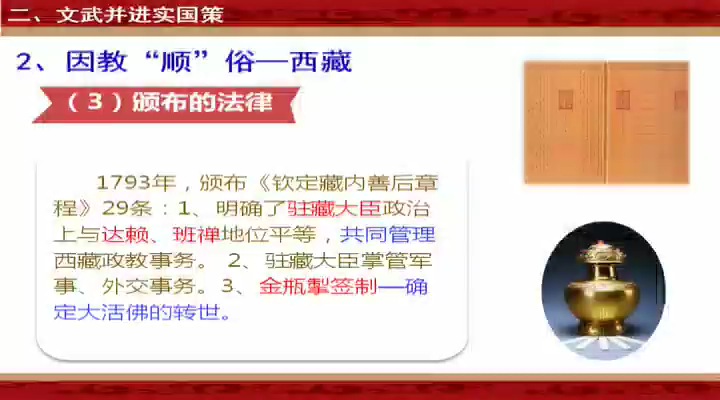 二、文武并进实国策
2、因教“顺”俗—西藏
（3）颁布的法律
1793年，颁布《钦定藏内善后章
程》29条：1、明确了驻藏大臣政治
上与达赖、班禅地位平等，共同管理
西藏政教事务。 2、驻藏大臣掌管军
事、外交事务。3、 金瓶掣签制—确
定大活佛的转世。